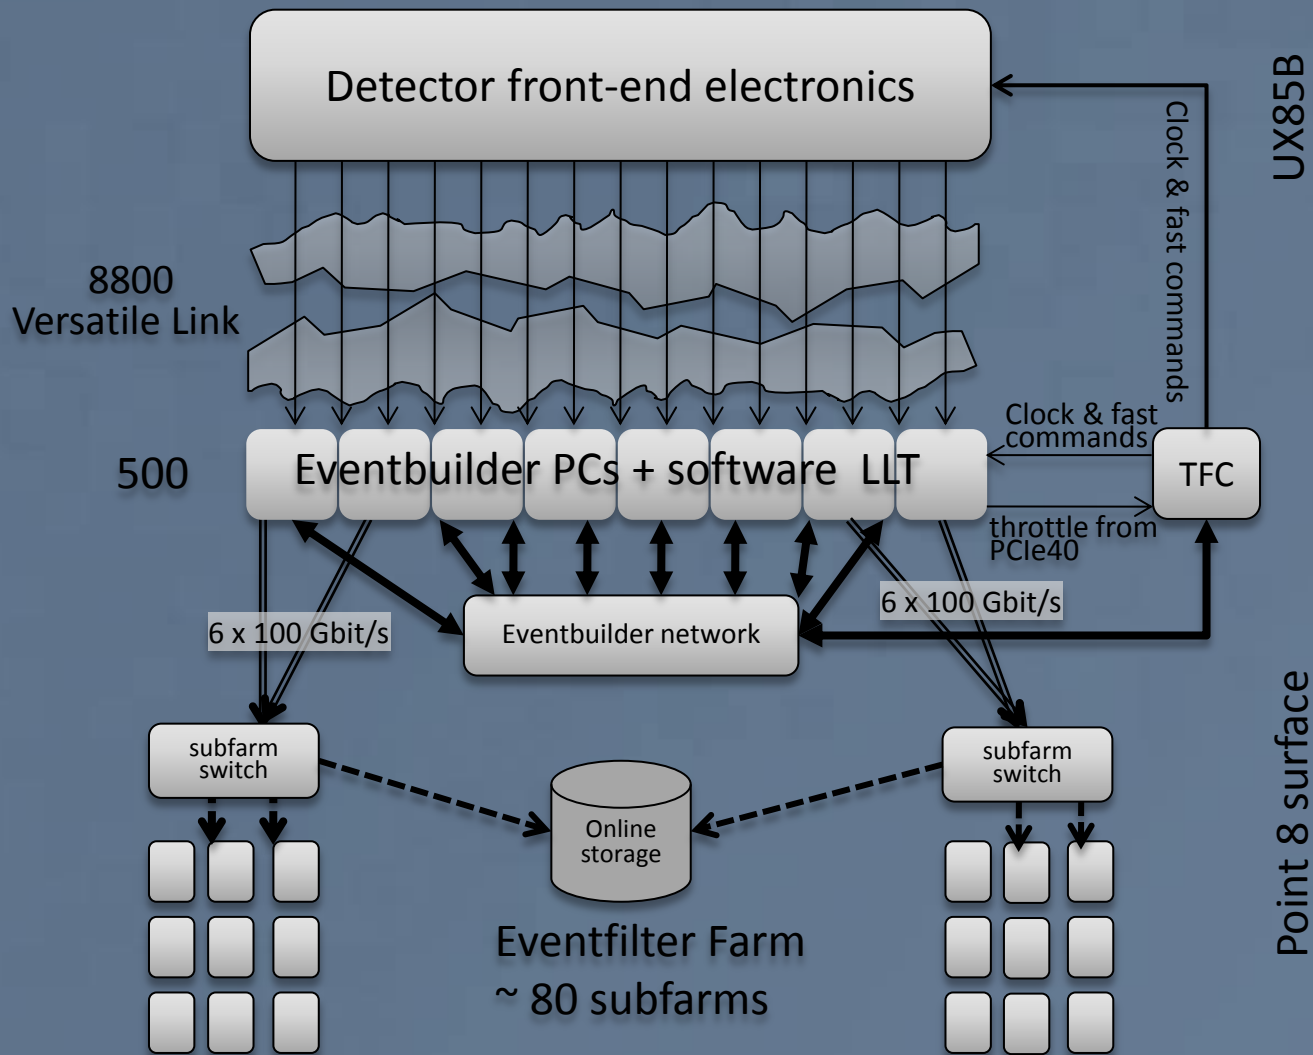 Detector front-end electronics
UX85B
Clock & fast commands
8800
Versatile Link
Clock & fast
commands
500
Eventbuilder PCs + software LLT
TFC
throttle from
PCIe40
6 x 100 Gbit/s
6 x 100 Gbit/s
Eventbuilder network
Point 8 surface
subfarm
switch
subfarm
switch
Online
storage
Eventfilter Farm
~ 80 subfarms